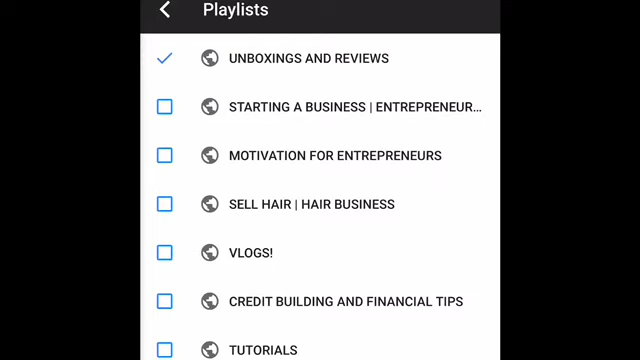 Playlists
UNBOXINGS AND REVIEWS
STARTING A BUSINESS | ENTREPRENEUR...
MOTIVATION FOR ENTREPRENEURS
SELL HAIR | HAIR BUSINESS
VLOGS!
CREDIT BUILDING AND FINANCIAL TIPS
TUTORIALS